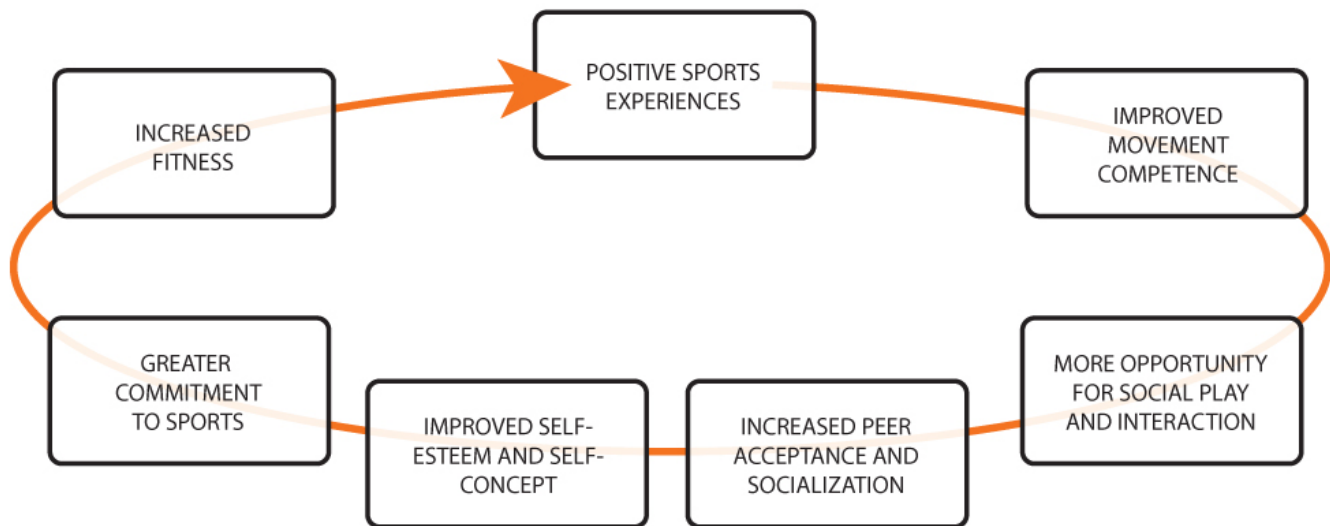 POSITIVE SPORTS
EXPERIENCES
IMPROVED
MOVEMENT
COMPETENCE
MORE OPPORTUNITY
FOR SOCIAL PLAY
AND INTERACTION
INCREASED PEER
ACCEPTANCE AND
SOCIALIZATION
IMPROVED SELF-
ESTEEM AND SELF-
CONCEPT
GREATER
COMMITMENT
TO SPORTS
INCREASED
FITNESS